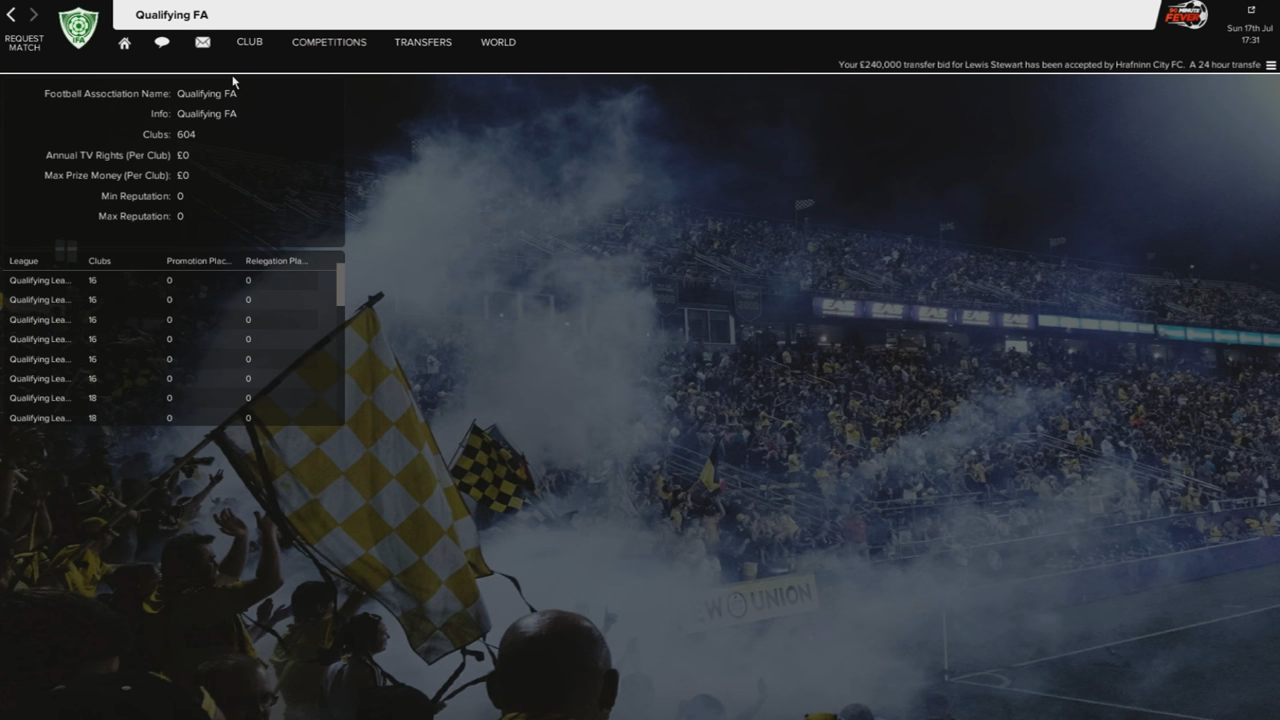 Qualifying FA
REQUEST MATCH
IFA
CLUB COMPETITIONS TRANSFERS WORLD
90 MINUTE FEVER
Sun 17th Jul
17:31
Your £240,000 transfer bid for Lewis Stewart has been accepted by Hrafninn City FC. A 24 hour transfe
Football Assoctiation Name: Qualifying FA
Info: Qualifying FA
Clubs: 604
Annual TV Rights (Per Club) £0
Max Prize Money (Per Club): £0
Min Reputation: 0
Max Reputation: 0
League Clubs Promotion Plac... Relegation Pla...
Qualifying Lea... 16 0 0
Qualifying Lea... 16 0 0
Qualifying Lea... 16 0 0
Qualifying Lea... 16 0 0
Qualifying Lea... 16 0 0
Qualifying Lea... 16 0 0
Qualifying Lea... 18 0 0
Qualifying Lea... 18 0 0
EAS EAS EAS EAS
W UNION